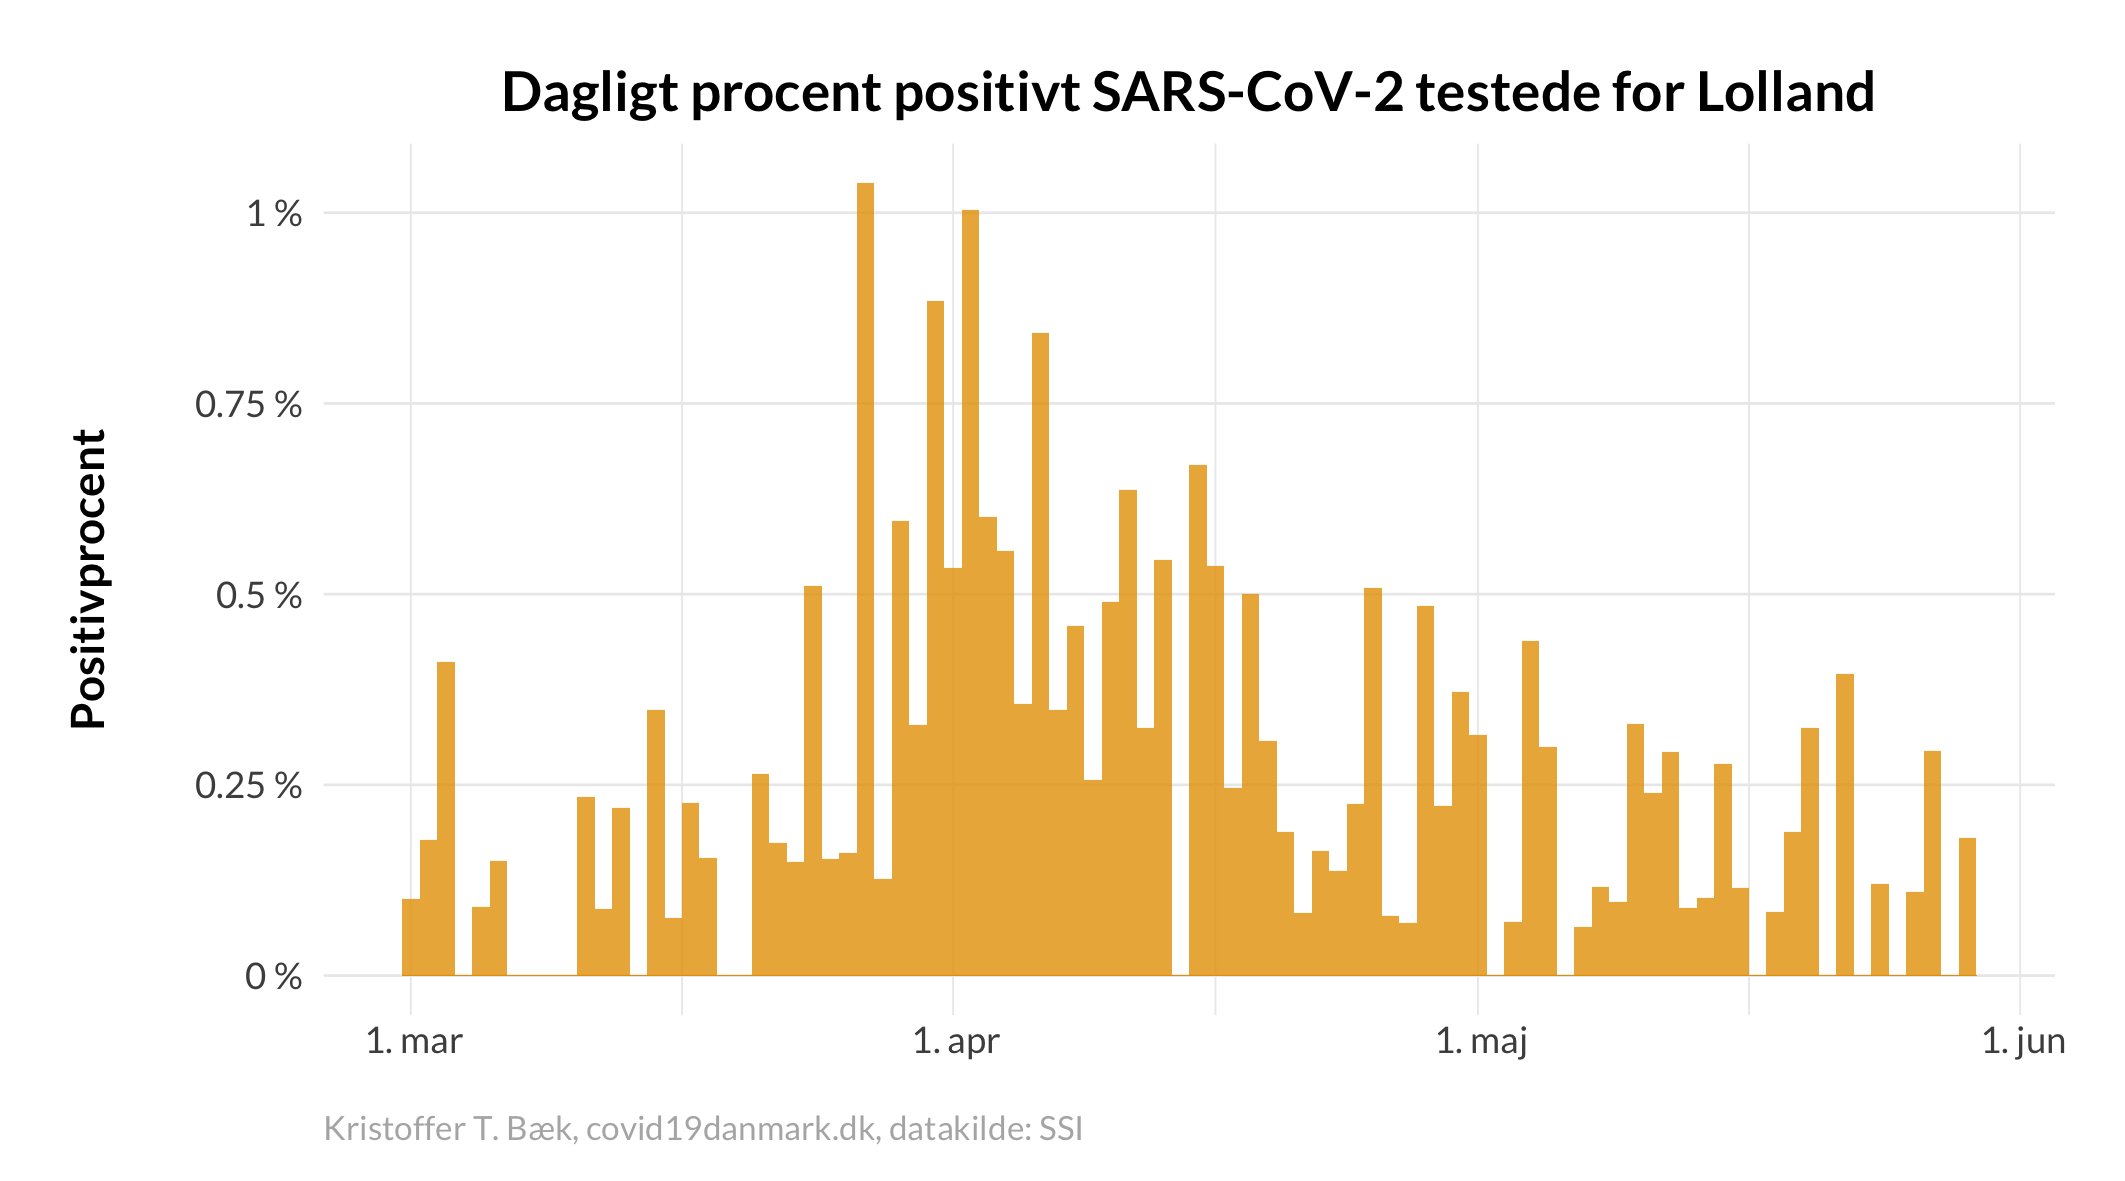 Dagligt procent positivt SARS-CoV-2 testede for Lolland
Positivprocent
1 %
0.75 %
0.5 %
0.25 %
0 %
1. mar
1. apr
1. maj
1. jun
Kristoffer T. Bæk, covid19danmark.dk, datakilde: SSI